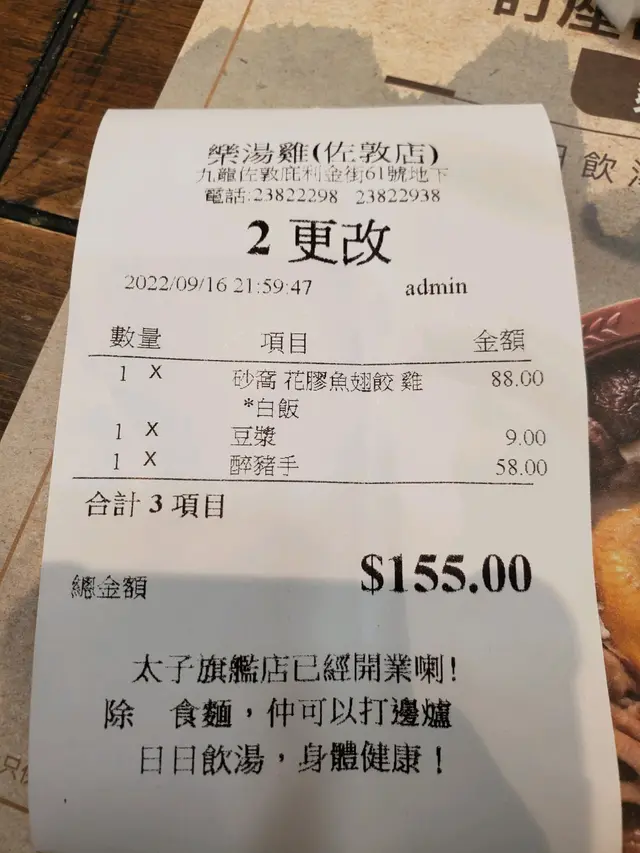 訂座
日飲
樂湯雞(佐敦店)
九龍佐敦庇利金街61號地下
電話:23822298 23822938
2 更改
2022/09/16 21:59:47 admin
數量 項目 金額
1 X 砂窩 花膠魚翅餃 雞 88.00
*白飯
1 X 豆漿 9.00
1 X 醉豬手 58.00
合計 3 項目
總金額 $155.00
太子旗艦店已經開業喇!
除 食麵，仲可以打邊爐
日日飲湯，身體健康！